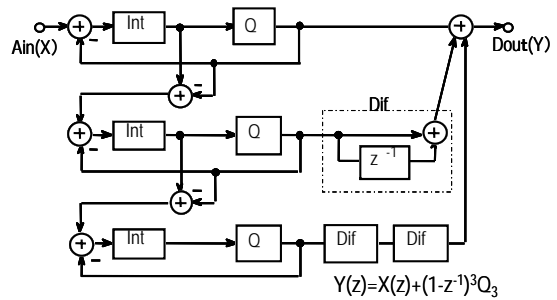 Int
Q
Ain(X)
Dout(Y)
Dif
Int
Q
z⁻¹
Int
Q
Dif
Dif
Y(z)=X(z)+(1-z⁻¹)³Q₃